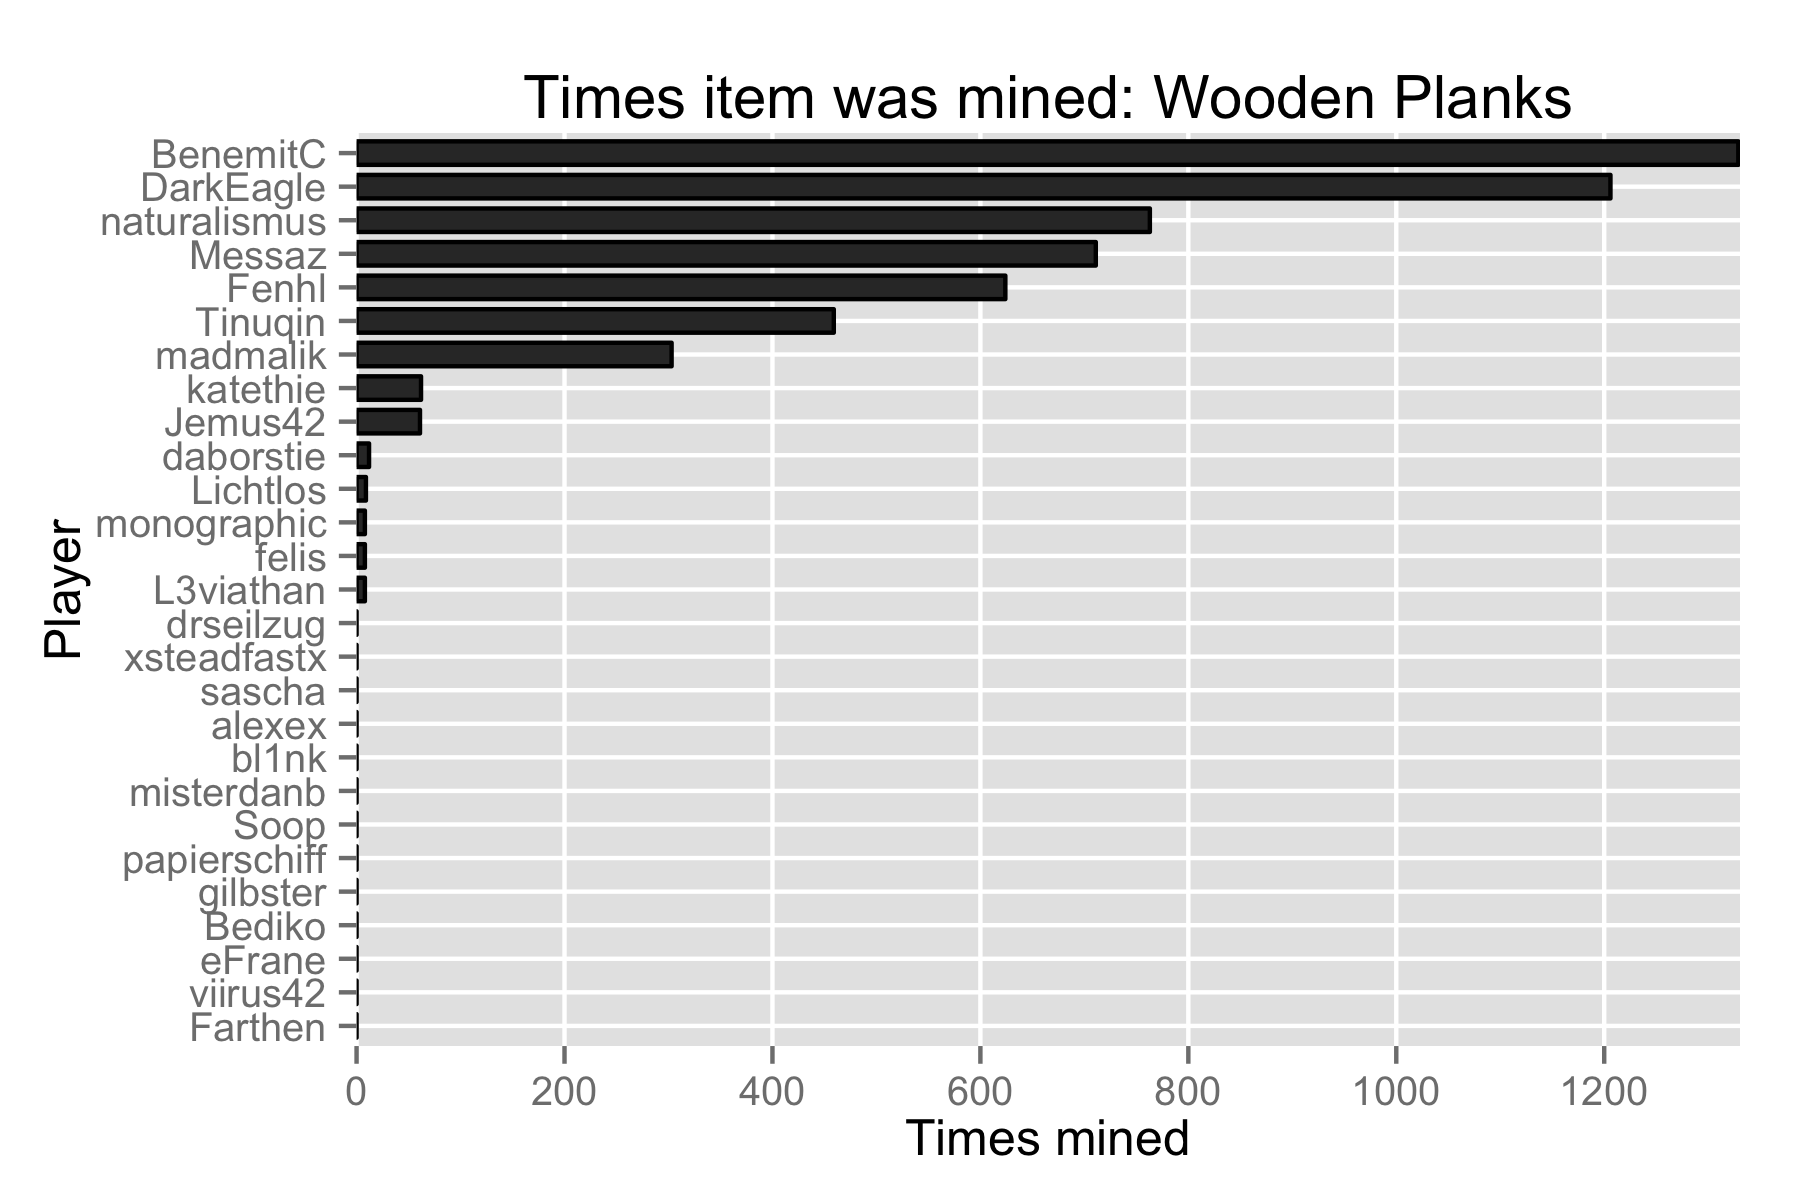 Times item was mined: Wooden Planks
BenemitC
DarkEagle
naturalismus
Messaz
Fenhl
Tinuqin
madmalik
katethie
Jemus42
daborstie
Lichtlos
monographic
felis
L3viathan
drseilzug
xsteadfastx
sascha
alexex
bl1nk
misterdanb
Soop
papierschiff
gilbster
Bediko
eFrane
viirus42
Farthen
Player
0 200 400 600 800 1000 1200
Times mined